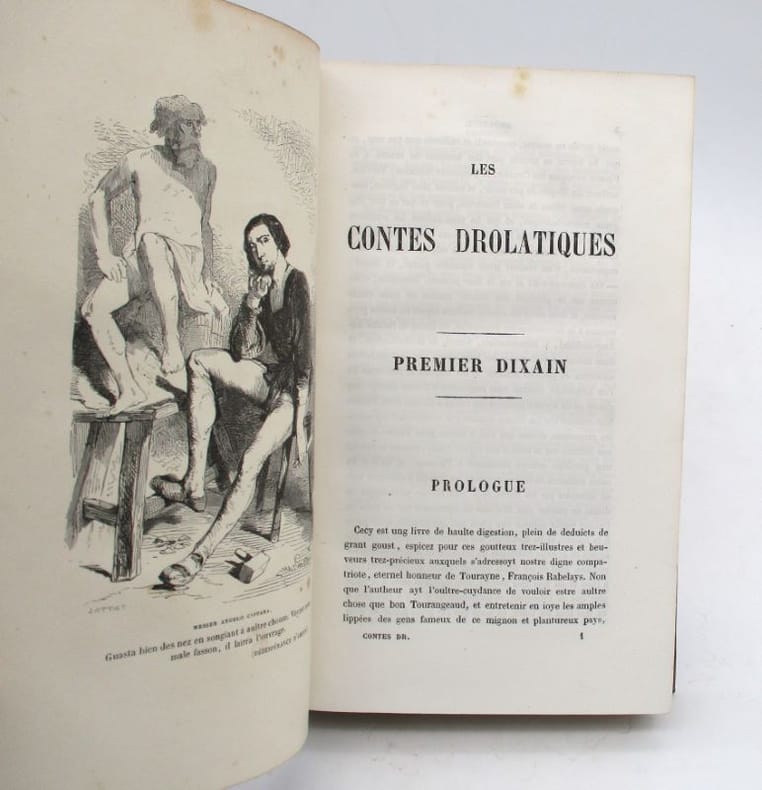 MESSER ANGELO CAPPARA.
Guasta bien des nez en songiant à aultre chouse. Voyant
male fasson, il lairra l'ouvrage.
LES
CONTES DROLATIQUES
PREMIER DIXAIN
PROLOGUE
Cecy est ung livre de haulte digestion, plein de deduicts de
grant goust, espicez pour ces goutteux trez-illustres et beu-
veurs trez-précieux auxquels s'adressoyt nostre digne compa-
triote, eternel honneur de Tourayne, François Rabelays. Non
que l'autheur ayt l'oultre-cuydance de vouloir estre aultre
chose que bon Tourangeaud, et entretenir en ioye les amples
lippées des gens fameux de ce mignon et plantureux pays,
CONTES DR.
1